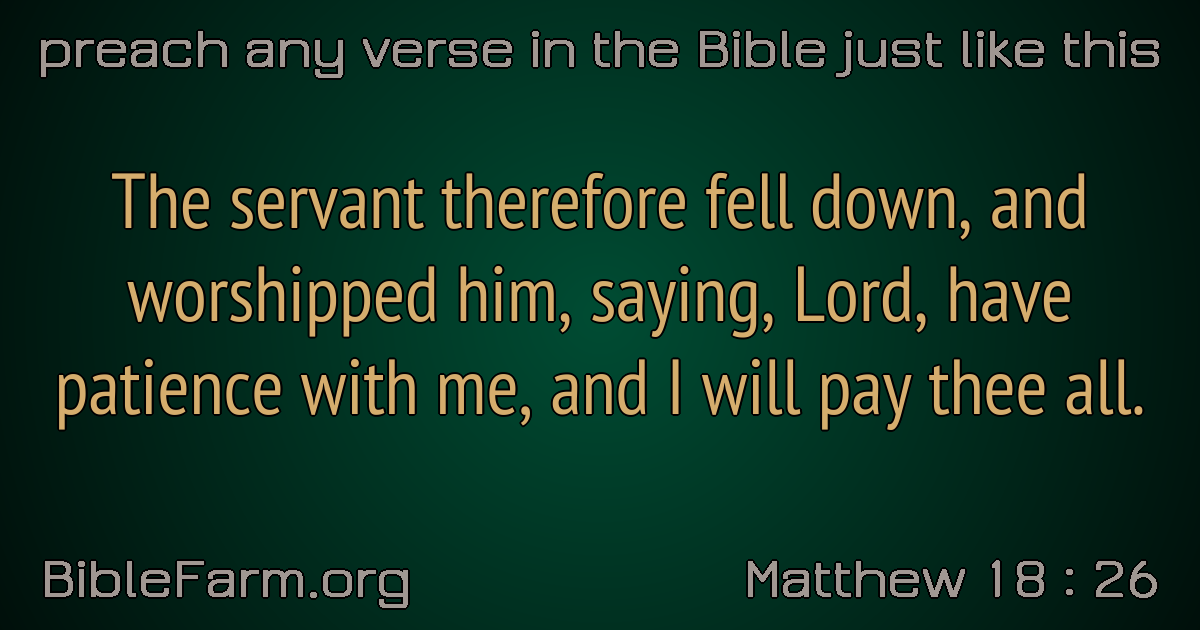 preach any verse in the Bible just like this
The servant therefore fell down, and
worshipped him, saying, Lord, have
patience with me, and I will pay thee all.
BibleFarm.org
Matthew 18 : 26